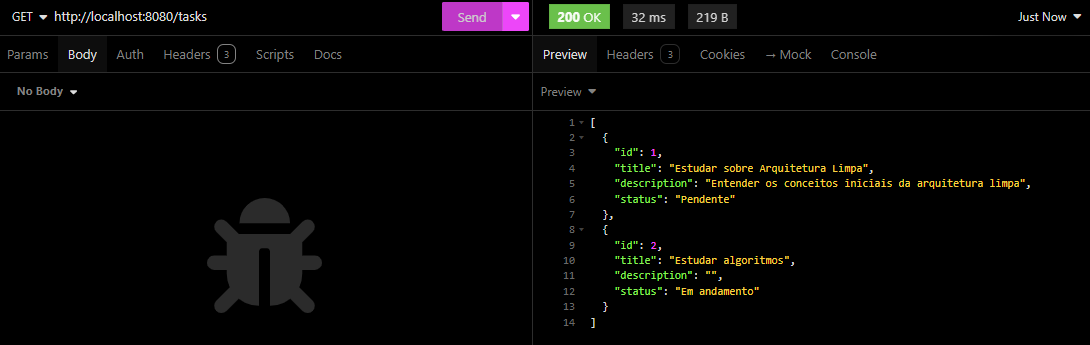 GET http://localhost:8080/tasks Send
200 OK 32 ms 219 B Just Now
Params Body Auth Headers 3 Scripts Docs
Preview Headers 3 Cookies → Mock Console
No Body
Preview
1 [
2 {
3 "id": 1,
4 "title": "Estudar sobre Arquitetura Limpa",
5 "description": "Entender os conceitos iniciais da arquitetura limpa",
6 "status": "Pendente"
7 },
8 {
9 "id": 2,
10 "title": "Estudar algoritmos",
11 "description": "",
12 "status": "Em andamento"
13 }
14 ]